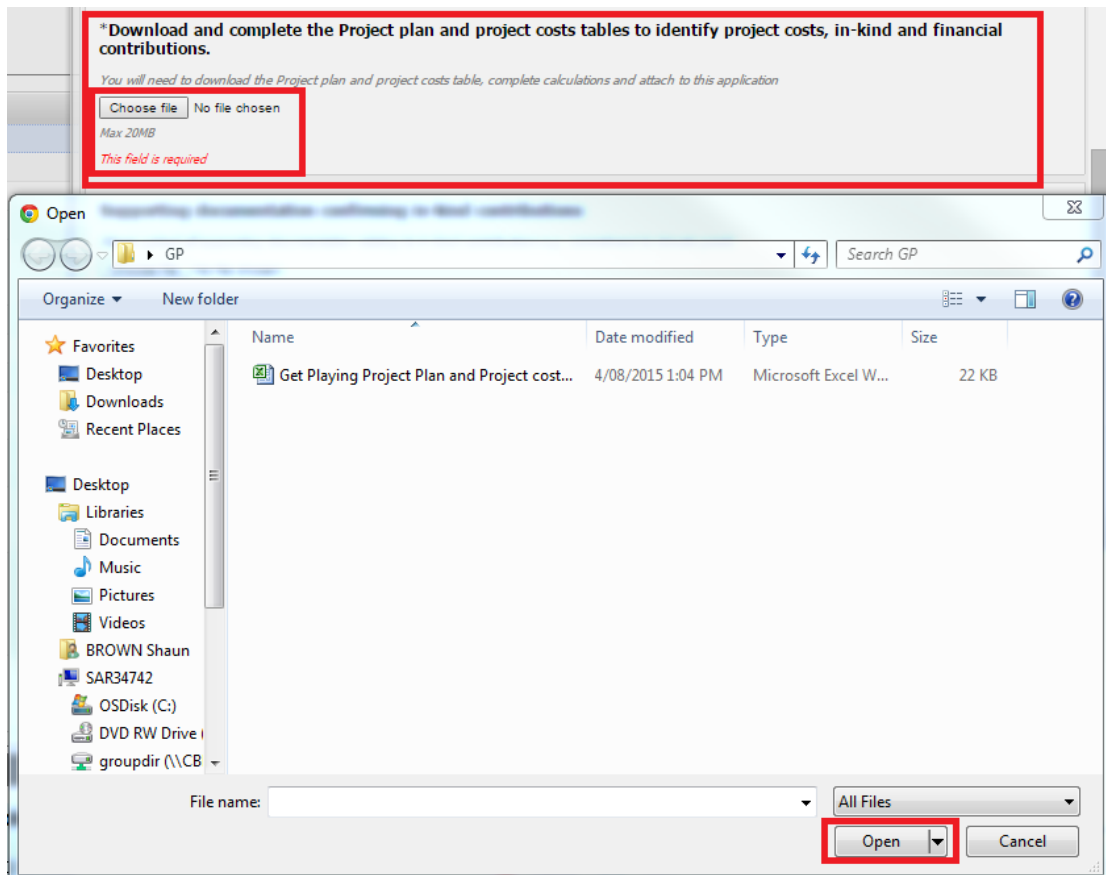 *Download and complete the Project plan and project costs tables to identify project costs, in-kind and financial
contributions.
You will need to download the Project plan and project costs table, complete calculations and attach to this application
Choose file No file chosen
Max 20MB
This field is required
Open
GP
Search GP
Organize New folder
Favorites
Desktop
Downloads
Recent Places
Desktop
Libraries
Documents
Music
Pictures
Videos
BROWN Shaun
SAR34742
OSDisk (C:)
DVD RW Drive (
groupdir (\\CB
Name Date modified Type Size
Get Playing Project Plan and Project cost... 4/08/2015 1:04 PM Microsoft Excel W... 22 KB
File name: All Files
Open Cancel